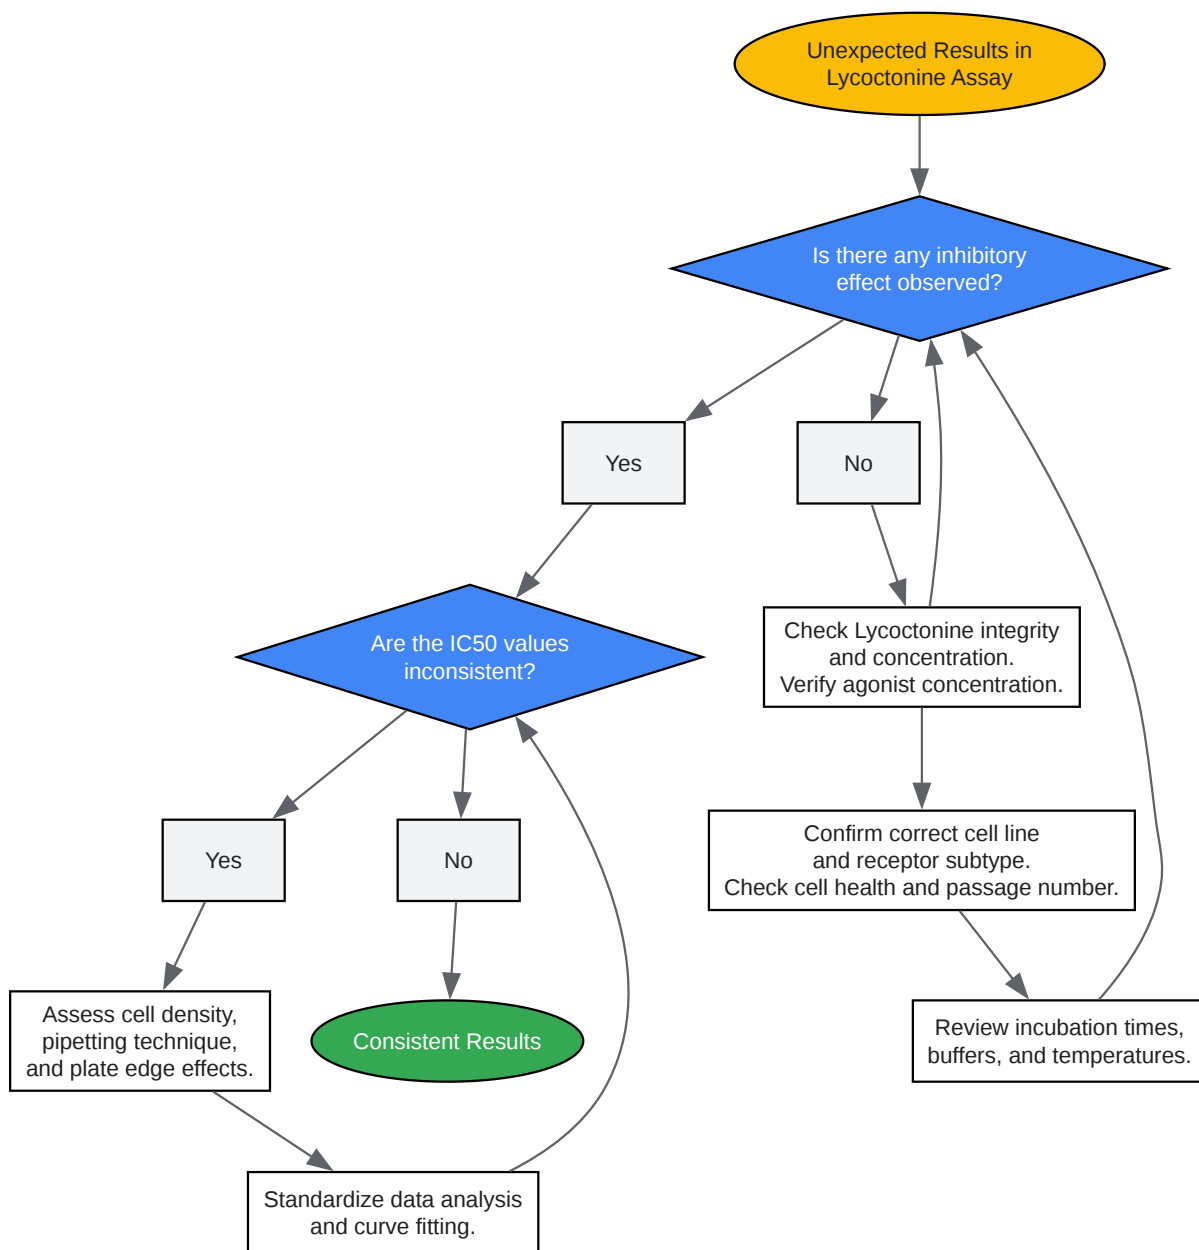 Unexpected Results in
Lycoctonine Assay
Is there any inhibitory
effect observed?
Yes
No
Are the IC50 values
inconsistent?
Check Lycoctonine integrity
and concentration.
Verify agonist concentration.
Yes
No
Confirm correct cell line
and receptor subtype.
Check cell health and passage number.
Assess cell density,
pipetting technique,
and plate edge effects.
Consistent Results
Review incubation times,
buffers, and temperatures.
Standardize data analysis
and curve fitting.